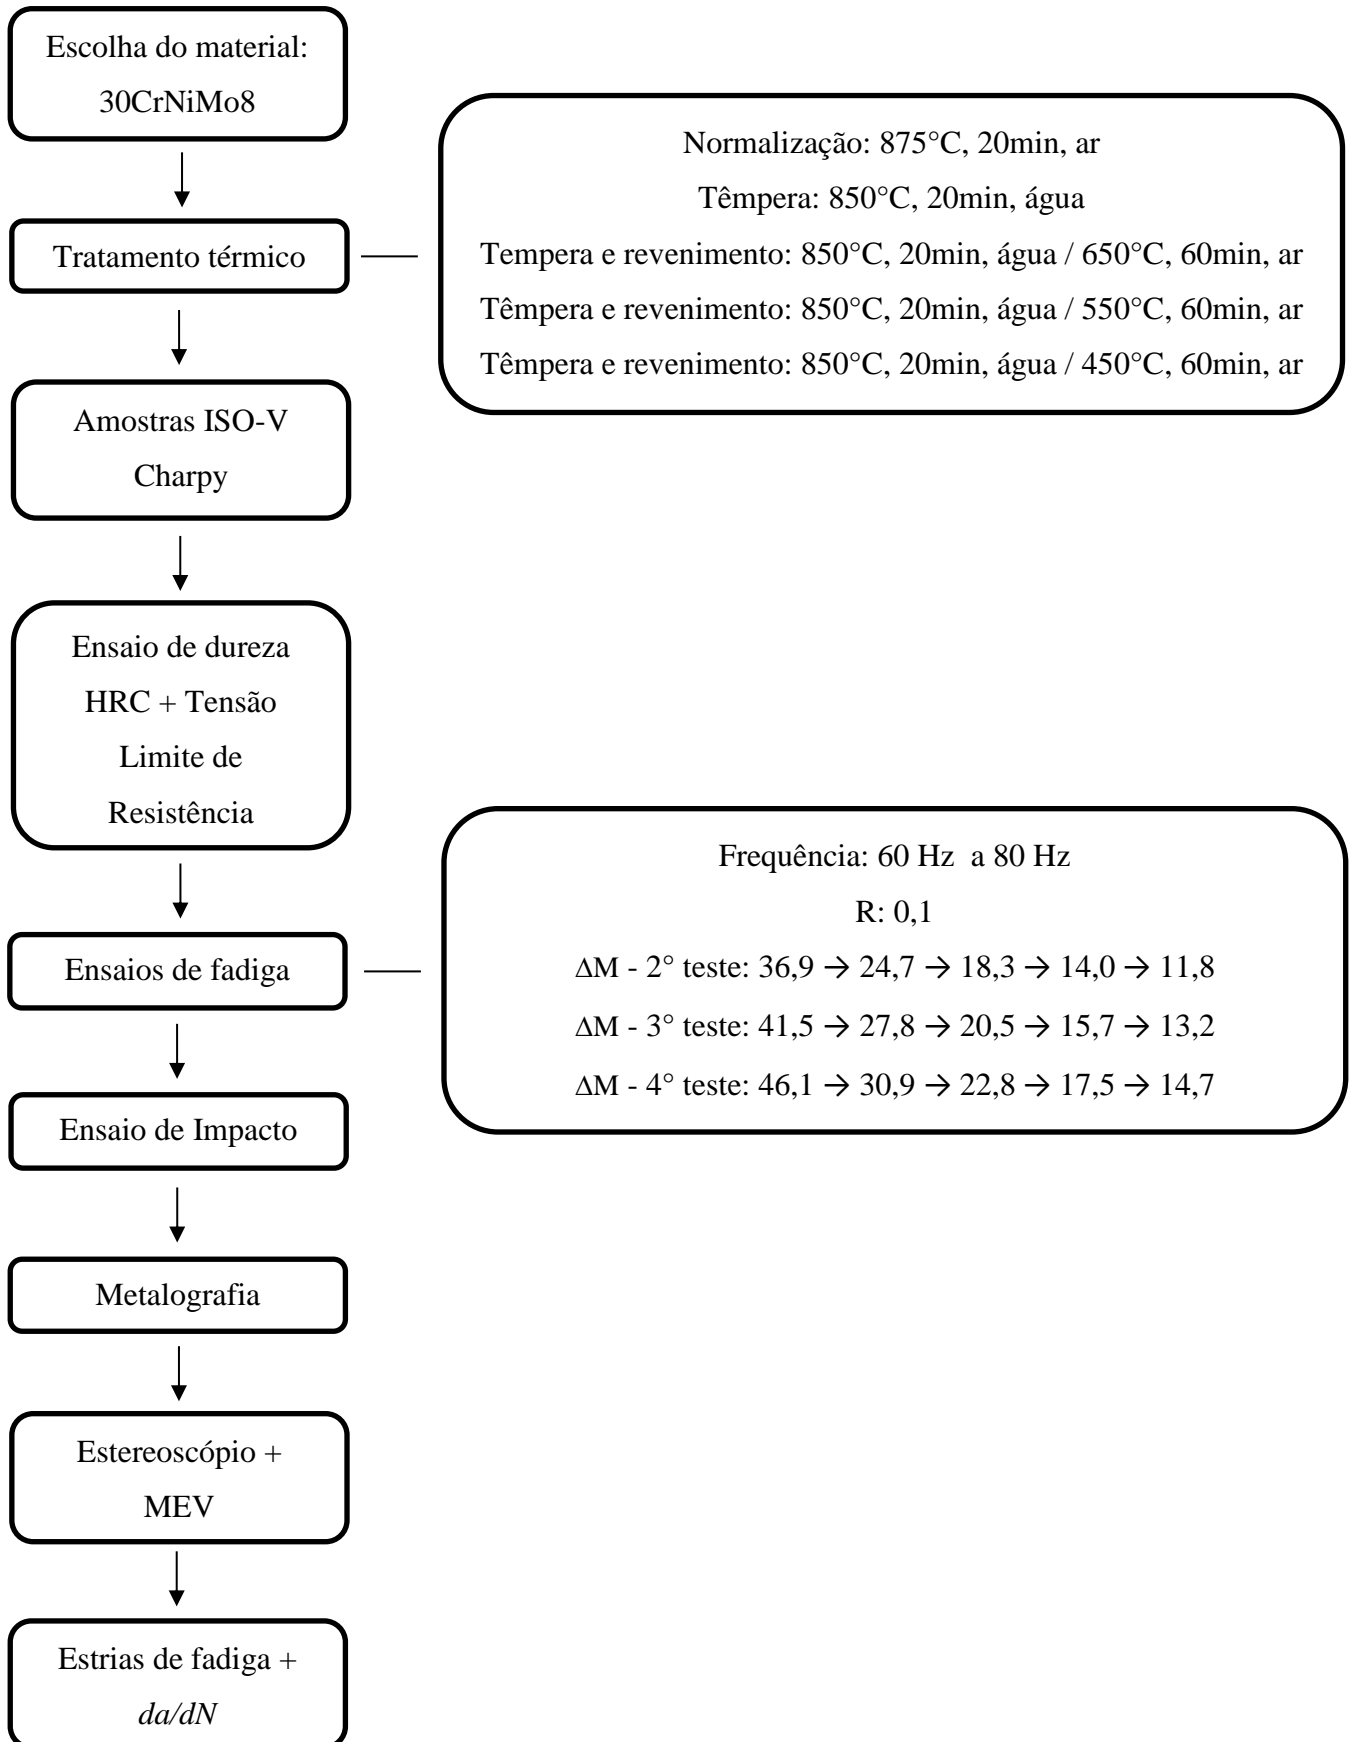 Escolha do material:
30CrNiMo8
Normalização: 875°C, 20min, ar
Têmpera: 850°C, 20min, água
Tempera e revenimento: 850°C, 20min, água / 650°C, 60min, ar
Têmpera e revenimento: 850°C, 20min, água / 550°C, 60min, ar
Têmpera e revenimento: 850°C, 20min, água / 450°C, 60min, ar
Tratamento térmico
Amostras ISO-V
Charpy
Ensaio de dureza
HRC + Tensão
Limite de
Resistência
Frequência: 60 Hz  a 80 Hz
R: 0,1
ΔM - 2° teste: 36,9 → 24,7 → 18,3 → 14,0 → 11,8
ΔM - 3° teste: 41,5 → 27,8 → 20,5 → 15,7 → 13,2
ΔM - 4° teste: 46,1 → 30,9 → 22,8 → 17,5 → 14,7
Ensaios de fadiga
Ensaio de Impacto
Metalografia
Estereoscópio +
MEV
Estrias de fadiga +
da/dN